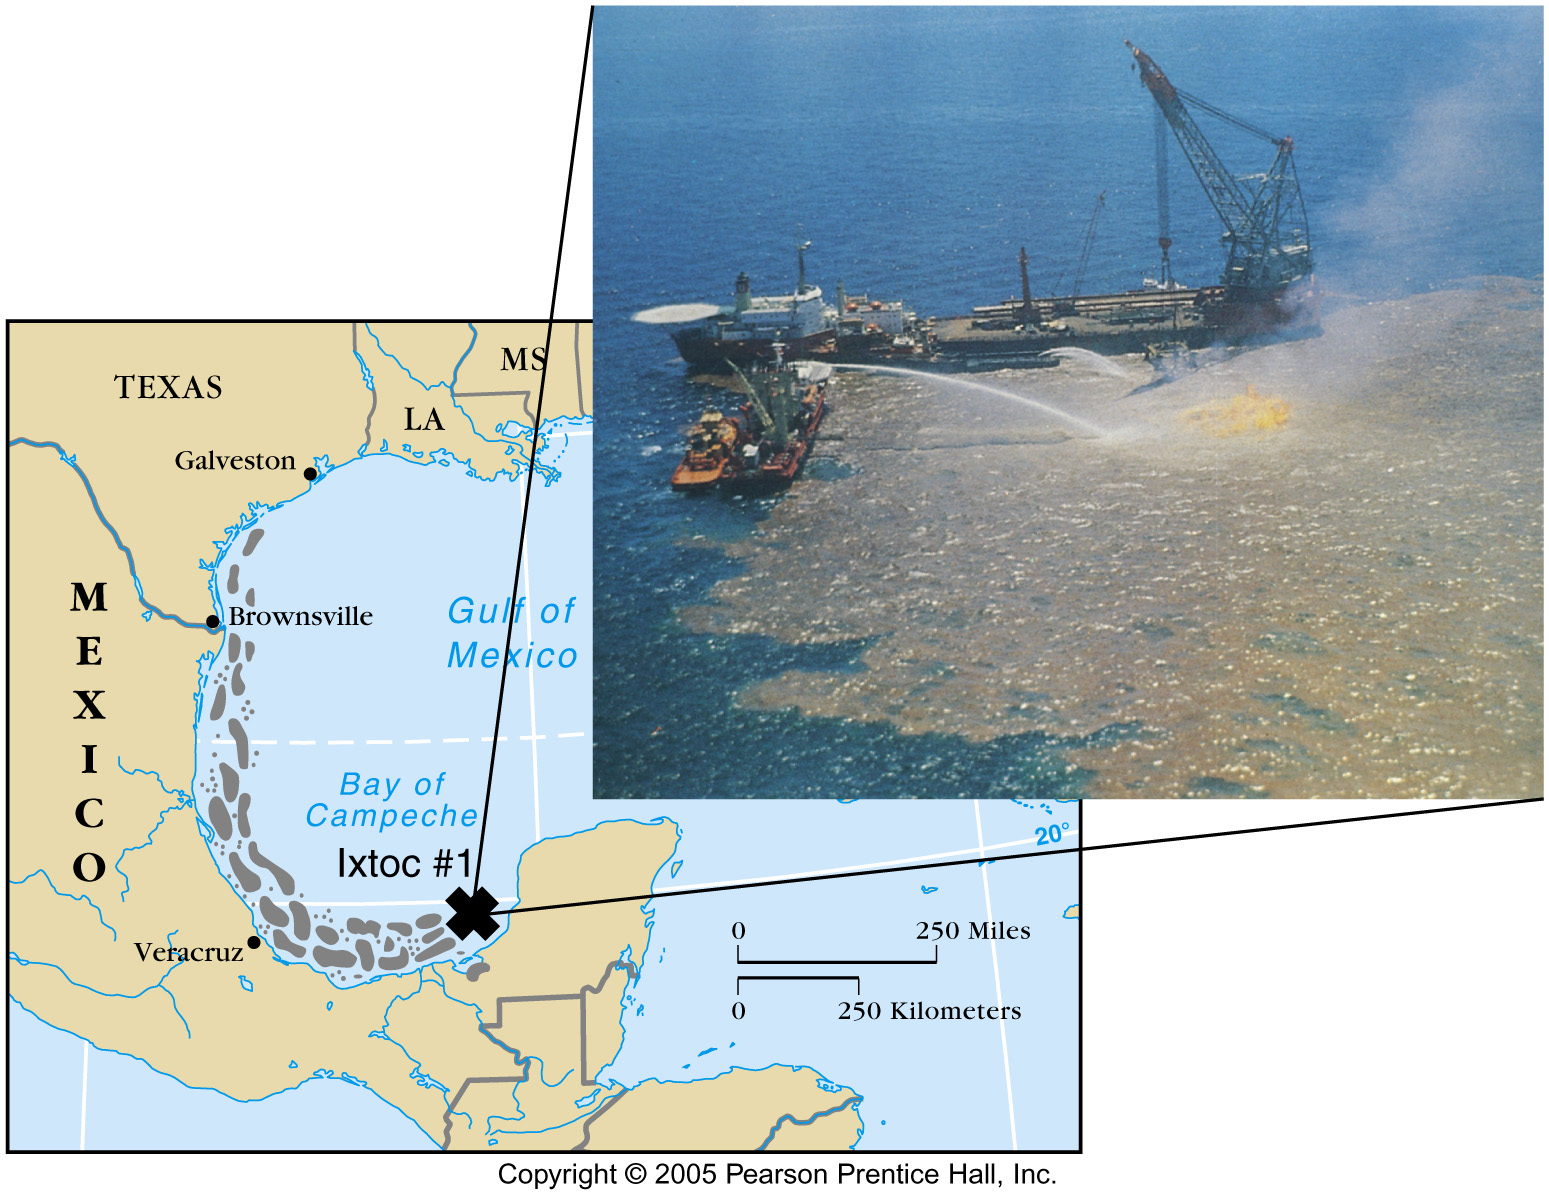 MS
TEXAS
LA
Galveston
MEXICO
Brownsville
Gulf of
Mexico
Bay of
Campeche
20°
Ixtoc #1
Veracruz
0 250 Miles
0 250 Kilometers
Copyright © 2005 Pearson Prentice Hall, Inc.